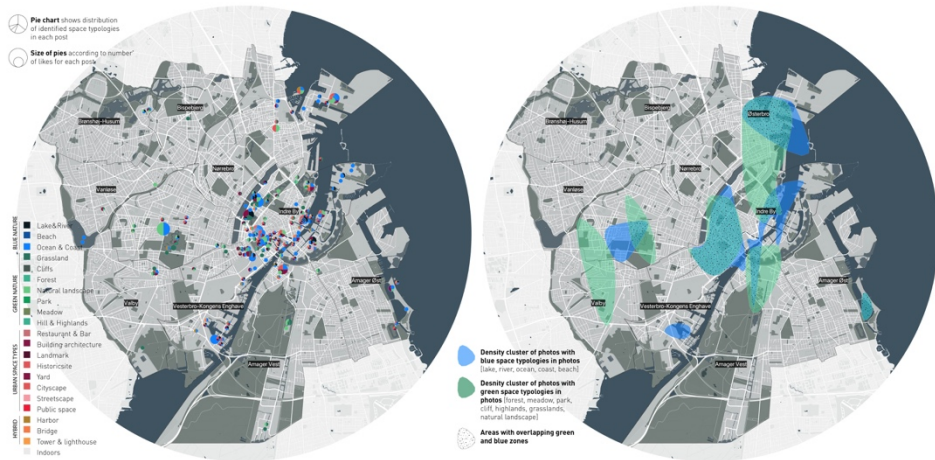 Pie chart shows distribution
of identified space typologies
in each post
Size of pies according to number
of likes for each post
Bispebjerg
Brønshøj-Husum
Nørrebro
Vanløse
Indre By
Amager Øst
Valby
Vesterbro-Kongens Enghave
Amager Vest
BLUE NATURE
Lake&River
Beach
Ocean & Coast
GREEN NATURE
Grassland
Cliffs
Forest
Natural landscape
Park
Meadow
Hill & Highlands
URBAN SPACE TYPES
Restaurant & Bar
Building architecture
Landmark
Historicsite
Yard
Cityscape
Streetscape
Public space
HYBRID
Harbor
Bridge
Tower & lighthouse
Indoors
Bispebjerg
Østerbro
Brønshøj-Husum
Nørrebro
Vanløse
Indre By
Amager Øst
Valby
Vesterbro-Kongens Enghave
Amager Vest
Density cluster of photos with
blue space typologies in photos
[lake, river, ocean, coast, beach]
Desnity cluster of photos with
green space typologies in
photos [forest, meadow, park,
cliff, highlands, grasslands,
natural landscape]
Areas with overlapping green
and blue zones